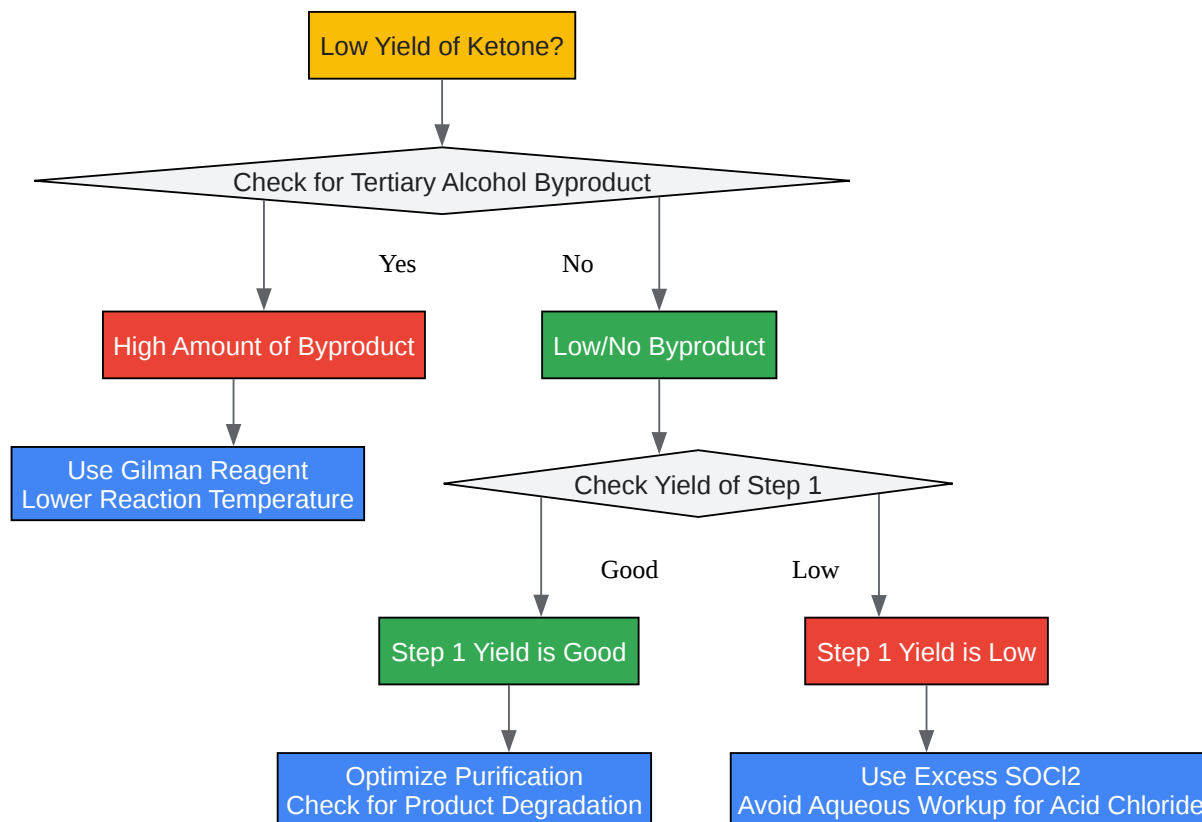 Low Yield of Ketone?
Check for Tertiary Alcohol Byproduct
Yes
No
High Amount of Byproduct
Low/No Byproduct
Use Gilman Reagent
Lower Reaction Temperature
Check Yield of Step 1
Good
Low
Step 1 Yield is Good
Step 1 Yield is Low
Optimize Purification
Check for Product Degradation
Use Excess SOCl2
Avoid Aqueous Workup for Acid Chloride